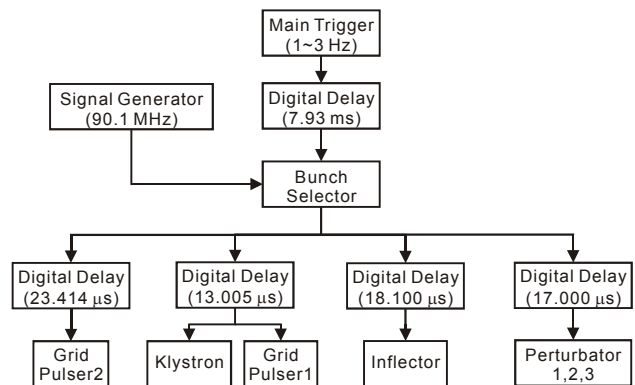 Main Trigger
(1~3 Hz)
Signal Generator
(90.1 MHz)
Digital Delay
(7.93 ms)
Bunch
Selector
Digital Delay
(23.414 μs)
Digital Delay
(13.005 μs)
Digital Delay
(18.100 μs)
Digital Delay
(17.000 μs)
Grid
Pulser2
Klystron
Grid
Pulser1
Inflector
Perturbator
1,2,3